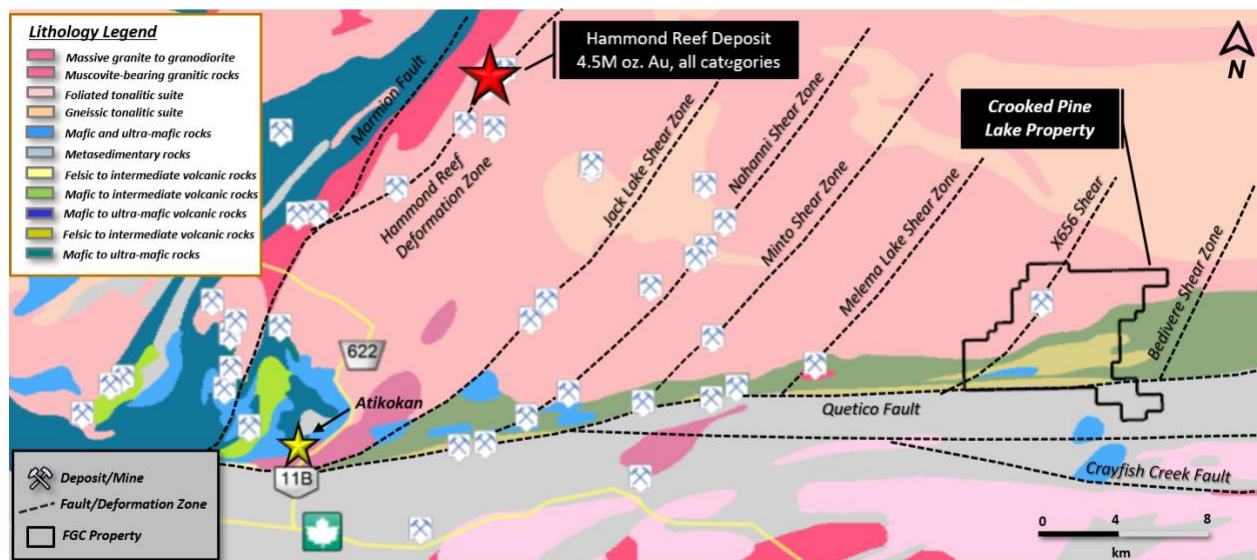 Lithology Legend
Massive granite to granodiorite
Muscovite-bearing granitic rocks
Foliated tonalitic suite
Gneissic tonalitic suite
Mafic and ultra-mafic rocks
Metasedimentary rocks
Felsic to intermediate volcanic rocks
Mafic to intermediate volcanic rocks
Mafic to ultra-mafic volcanic rocks
Felsic to intermediate volcanic rocks
Mafic to ultra-mafic rocks
Hammond Reef Deposit
4.5M oz. Au, all categories
N
Crooked Pine
Lake Property
Marmion Fault
Hammond Reef
Deformation Zone
Jack Lake Shear Zone
Nahanni Shear Zone
Minto Shear Zone
Melema Lake Shear Zone
X656 Shear
Bedivere Shear Zone
622
Atikokan
Quetico Fault
11B
Crayfish Creek Fault
Deposit/Mine
Fault/Deformation Zone
FGC Property
0 4 8
km